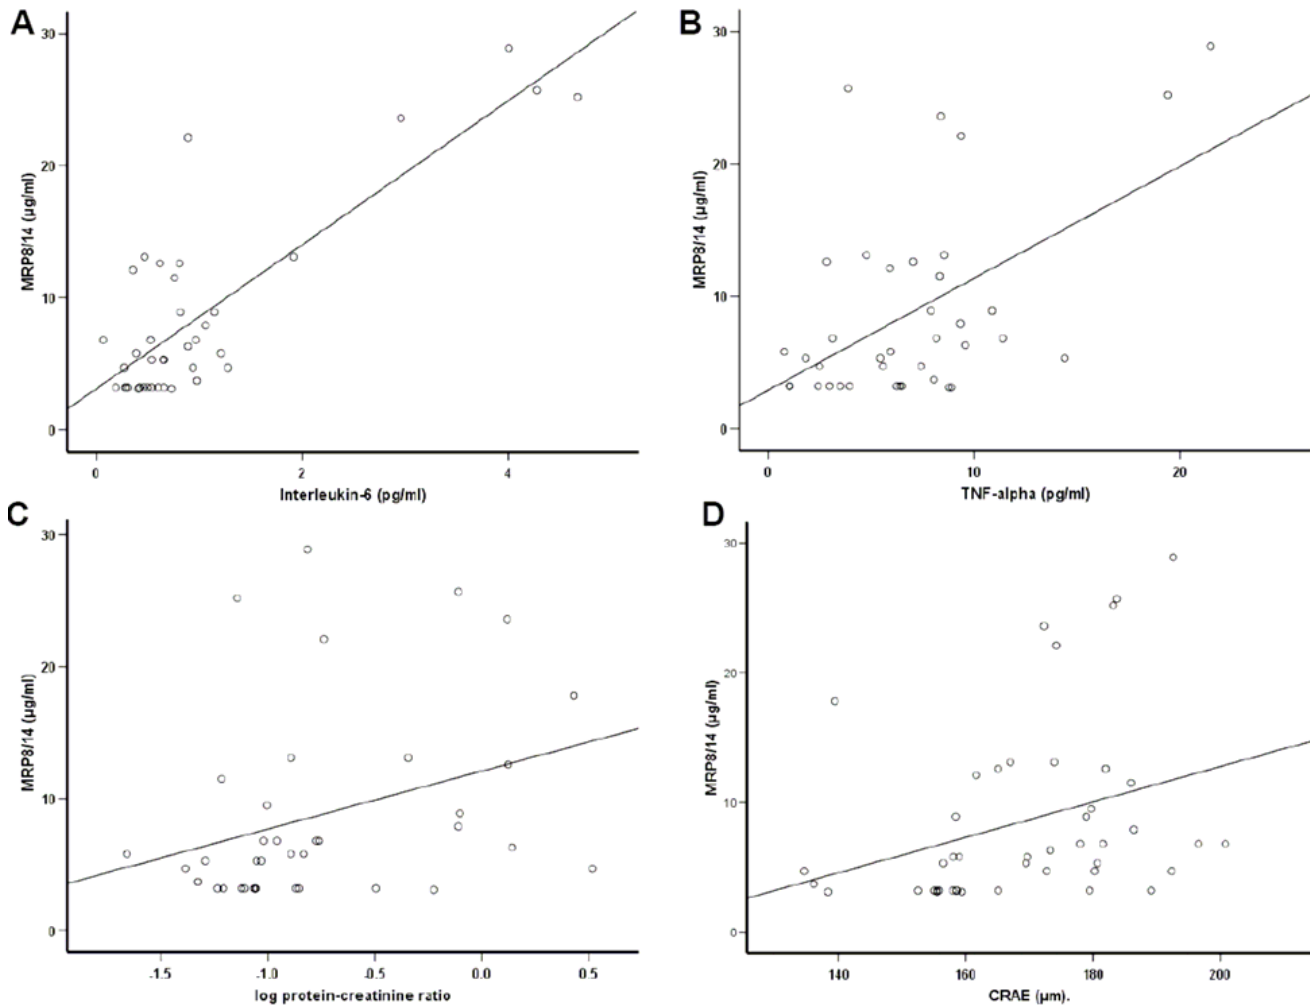 A
30
20
10
0
MRP8/14 (µg/ml)
0 2 4
Interleukin-6 (pg/ml)
B
30
20
10
0
MRP8/14 (µg/ml)
0 10 20
TNF-alpha (pg/ml)
C
30
20
10
0
MRP8/14 (µg/ml)
-1.5 -1.0 -0.5 0.0 0.5
log protein-creatinine ratio
D
30
20
10
0
MRP8/14 (µg/ml)
140 160 180 200
CRAE (µm).